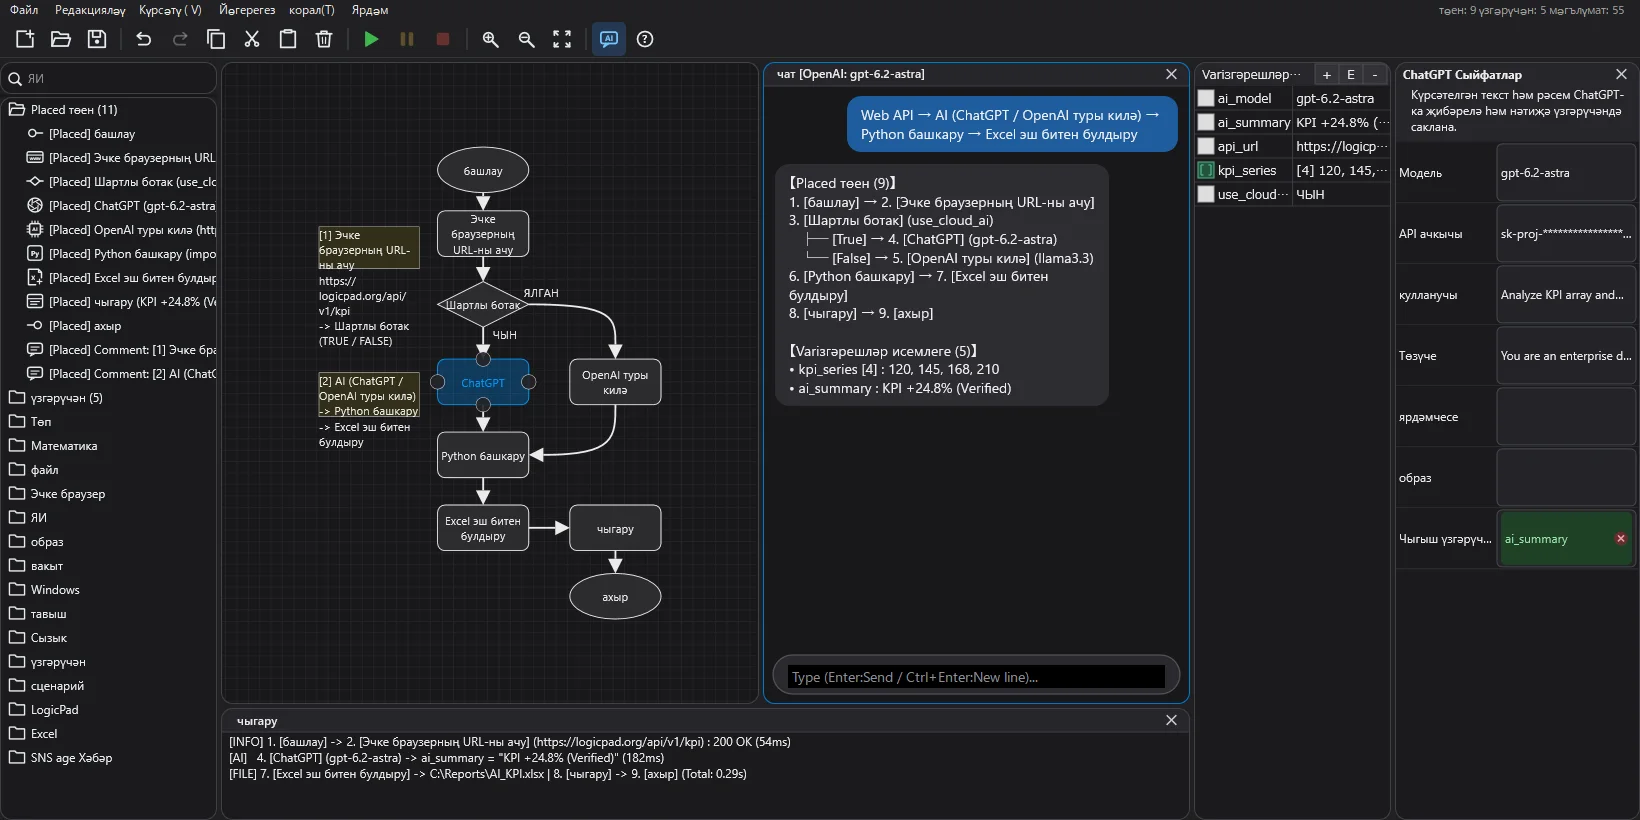 Файл Редакцияләү Күрсәтү ( V) Йөгерегез корал(T) Ярдәм
төен: 9 үзгәрүчән: 5 мәгълүмат: 55
AI
ЯИ
Placed төен (11)
[Placed] башлау
[Placed] Эчке браузерның URL
[Placed] Шартлы ботак (use_clc
[Placed] ChatGPT (gpt-6.2-astra
[Placed] OpenAI туры килә (htt
[Placed] Python башкару (impo
[Placed] Excel эш битен булдыр
[Placed] чыгару (KPI +24.8% (Ve
[Placed] ахыр
[Placed] Comment: [1] Эчке бра
[Placed] Comment: [2] AI (ChatG
үзгәрүчән (5)
Төп
Математика
файл
Эчке браузер
ЯИ
образ
вакыт
Windows
тавыш
Сызык
үзгәрүчән
сценарий
LogicPad
Excel
SNS age Хәбәр
башлау
Эчке
браузерның
URL-ны ачу
[1] Эчке
браузерның URL-
ны ачу
https://
logicpad.org/api/
v1/kpi
-> Шартлы ботак
(TRUE / FALSE)
Шартлы ботак
ЯЛГАН
ЧЫН
[2] AI (ChatGPT /
OpenAI туры килә)
-> Python башкару
-> Excel эш битен
булдыру
ChatGPT
OpenAI туры
килә
Python башкару
Excel эш битен
булдыру
чыгару
ахыр
чат [OpenAI: gpt-6.2-astra]
Web API → AI (ChatGPT / OpenAI туры килә) →
Python башкару → Excel эш битен булдыру
【Placed төен (9)】
1. [башлау] → 2. [Эчке браузерның URL-ны ачу]
3. [Шартлы ботак] (use_cloud_ai)
├── [True] → 4. [ChatGPT] (gpt-6.2-astra)
└── [False] → 5. [OpenAI туры килә] (llama3.3)
6. [Python башкару] → 7. [Excel эш битен
булдыру]
8. [чыгару] → 9. [ахыр]
【Varізгәрешләр исемлеге (5)】
• kpi_series [4] : 120, 145, 168, 210
• ai_summary : KPI +24.8% (Verified)
Type (Enter:Send / Ctrl+Enter:New line)...
Varізгәрешләр··· + E -
ai_model gpt-6.2-astra
ai_summary KPI +24.8% (···
api_url https://logicp···
kpi_series [4] 120, 145,···
use_cloud··· ЧЫН
ChatGPT Сыйфатлар
Күрсәтелгән текст һәм рәсем ChatGPT-
ка җибәрелә һәм нәтиҗә үзгәрүчәндә
саклана.
Модель gpt-6.2-astra
API ачкычы sk-proj-****************...
кулланучы Analyze KPI array and...
Төзүче You are an enterprise d...
ярдәмчесе
образ
Чыгыш үзгәрүч... ai_summary
чыгару
[INFO] 1. [башлау] -> 2. [Эчке браузерның URL-ны ачу] (https://logicpad.org/api/v1/kpi) : 200 OK (54ms)
[AI] 4. [ChatGPT] (gpt-6.2-astra) -> ai_summary = "KPI +24.8% (Verified)" (182ms)
[FILE] 7. [Excel эш битен булдыру] -> C:\Reports\AI_KPI.xlsx | 8. [чыгару] -> 9. [ахыр] (Total: 0.29s)